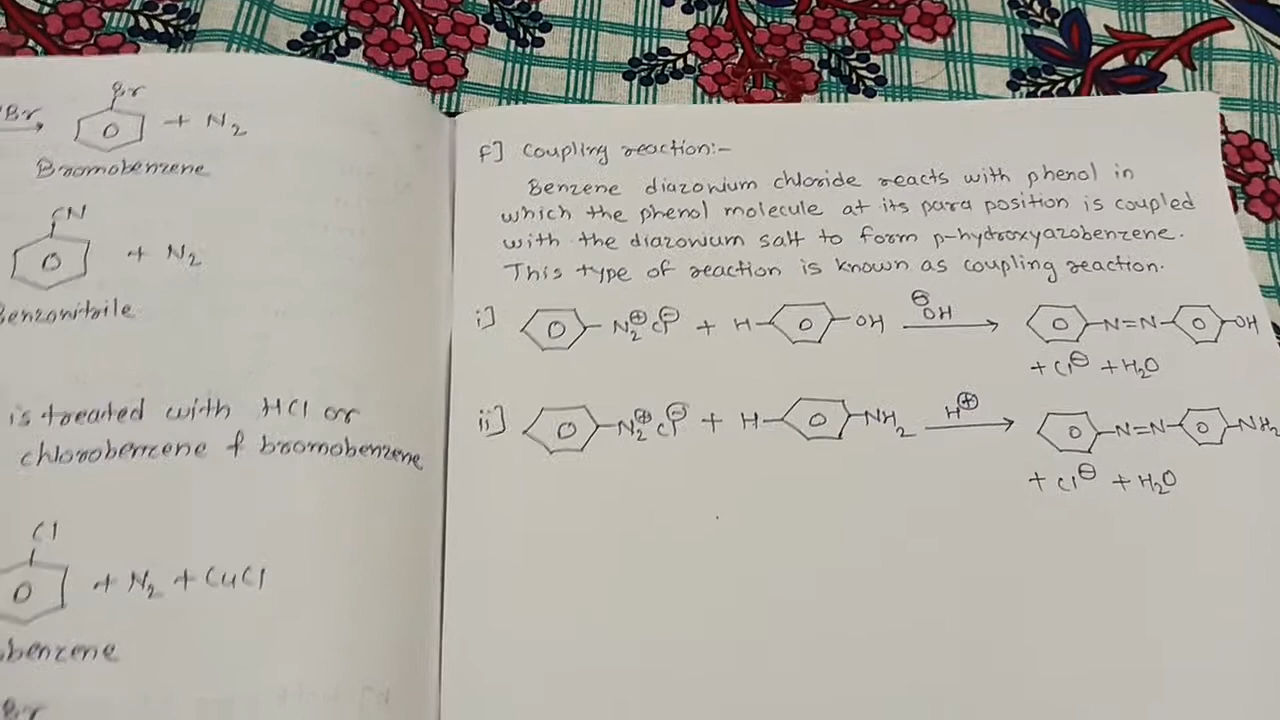 Br
Br
+ N₂
Bromobenzene
CN
+ N₂
Benzonitrile
is treated with HCl or
chlorobenzene & bromobenzene
Cl
+ N₂ + CuCl
benzene
Br
f] Coupling reaction:-
Benzene diazonium chloride reacts with phenol in
which the phenol molecule at its para position is coupled
with the diazonium salt to form p-hydroxyazobenzene.
This type of reaction is known as coupling reaction.
i] N₂⊕Cl⊖ + H- -OH ⊖OH → -N=N- -OH
+ Cl⊖ + H₂O
ii] -N₂⊕Cl⊖ + H- -NH₂ H⊕ → -N=N- -NH₂
+ Cl⊖ + H₂O